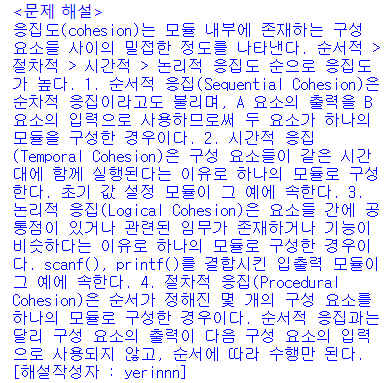 <문제 해설>
응집도(cohesion)는 모듈 내부에 존재하는 구성
요소들 사이의 밀접한 정도를 나타낸다. 순서적 >
절차적 > 시간적 > 논리적 응집도 순으로 응집도
가 높다. 1. 순서적 응집(Sequential Cohesion)은
순차적 응집이라고도 불리며, A 요소의 출력을 B
요소의 입력으로 사용하므로써 두 요소가 하나의
모듈을 구성한 경우이다. 2. 시간적 응집
(Temporal Cohesion)은 구성 요소들이 같은 시간
대에 함께 실행된다는 이유로 하나의 모듈로 구성
한다. 초기 값 설정 모듈이 그 예에 속한다. 3.
논리적 응집(Logical Cohesion)은 요소들 간에 공
통점이 있거나 관련된 임무가 존재하거나 기능이
비슷하다는 이유로 하나의 모듈로 구성한 경우이
다. scanf(), printf()를 결합시킨 입출력 모듈이
그 예에 속한다. 4. 절차적 응집(Procedural
Cohesion)은 순서가 정해진 몇 개의 구성 요소를
하나의 모듈로 구성한 경우이다. 순서적 응집과는
달리 구성 요소의 출력이 다음 구성 요소의 입력
으로 사용되지 않고, 순서에 따라 수행만 된다.
[해설작성자 : yerinnn]